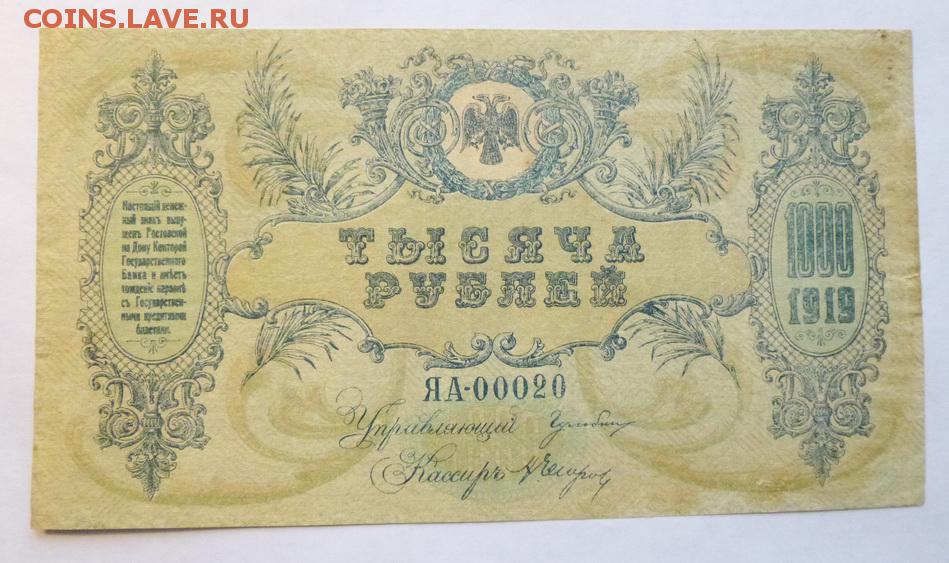 COINS.LAVE.RU
Настоящій денеж-
ный знакъ выпу-
щенъ Ростовской
на Дону Конторой
Государственнаго
Банка и имѣетъ
хожденіе наравнѣ
съ Государствен-
ными кредитными
билетами.
ТЫСЯЧА
РУБЛЕЙ
1000
1919
ЯА-00020
Управляющій
Кассиръ